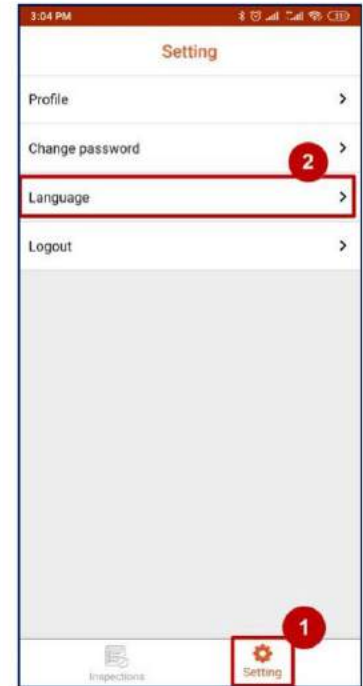 3:04 PM
Setting
Profile
Change password
2
Language
Logout
1
Inspections
Setting